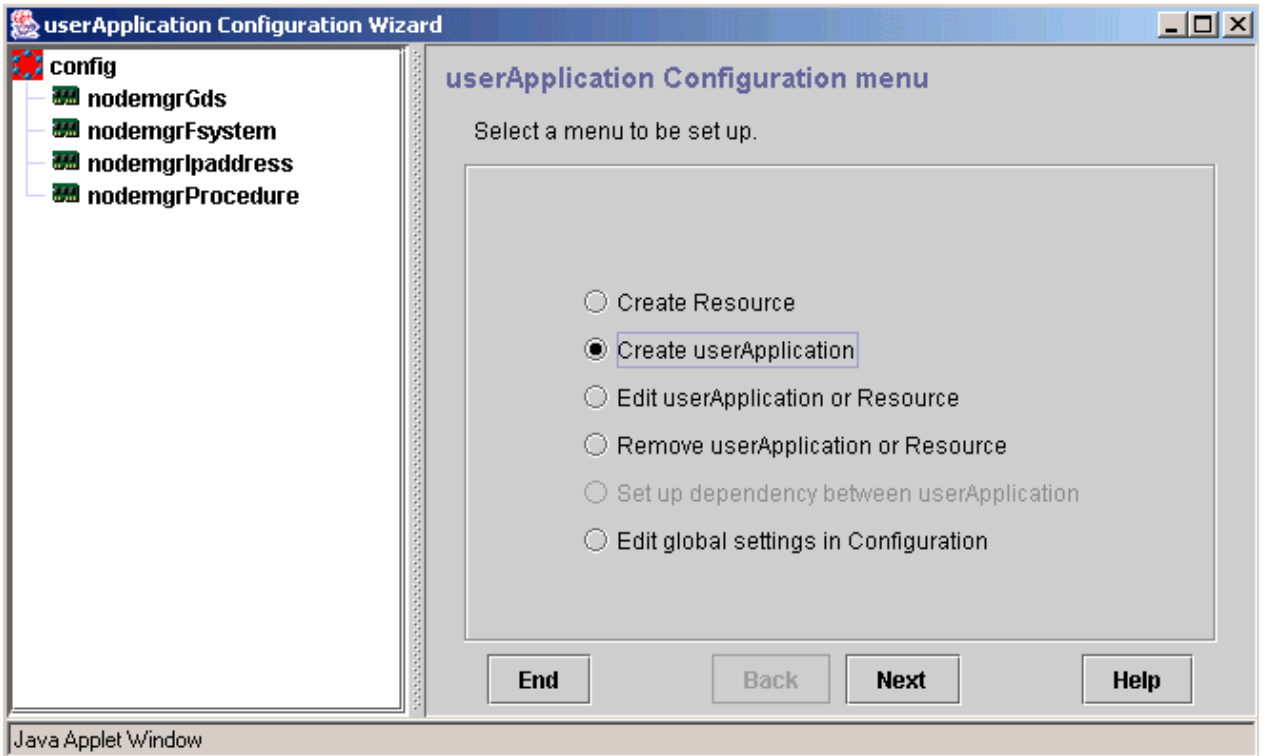 userApplication Configuration Wizard
config
nodemgrGds
nodemgrFsystem
nodemgrIpaddress
nodemgrProcedure
userApplication Configuration menu
Select a menu to be set up.
Create Resource
Create userApplication
Edit userApplication or Resource
Remove userApplication or Resource
Set up dependency between userApplication
Edit global settings in Configuration
End Back Next Help
Java Applet Window